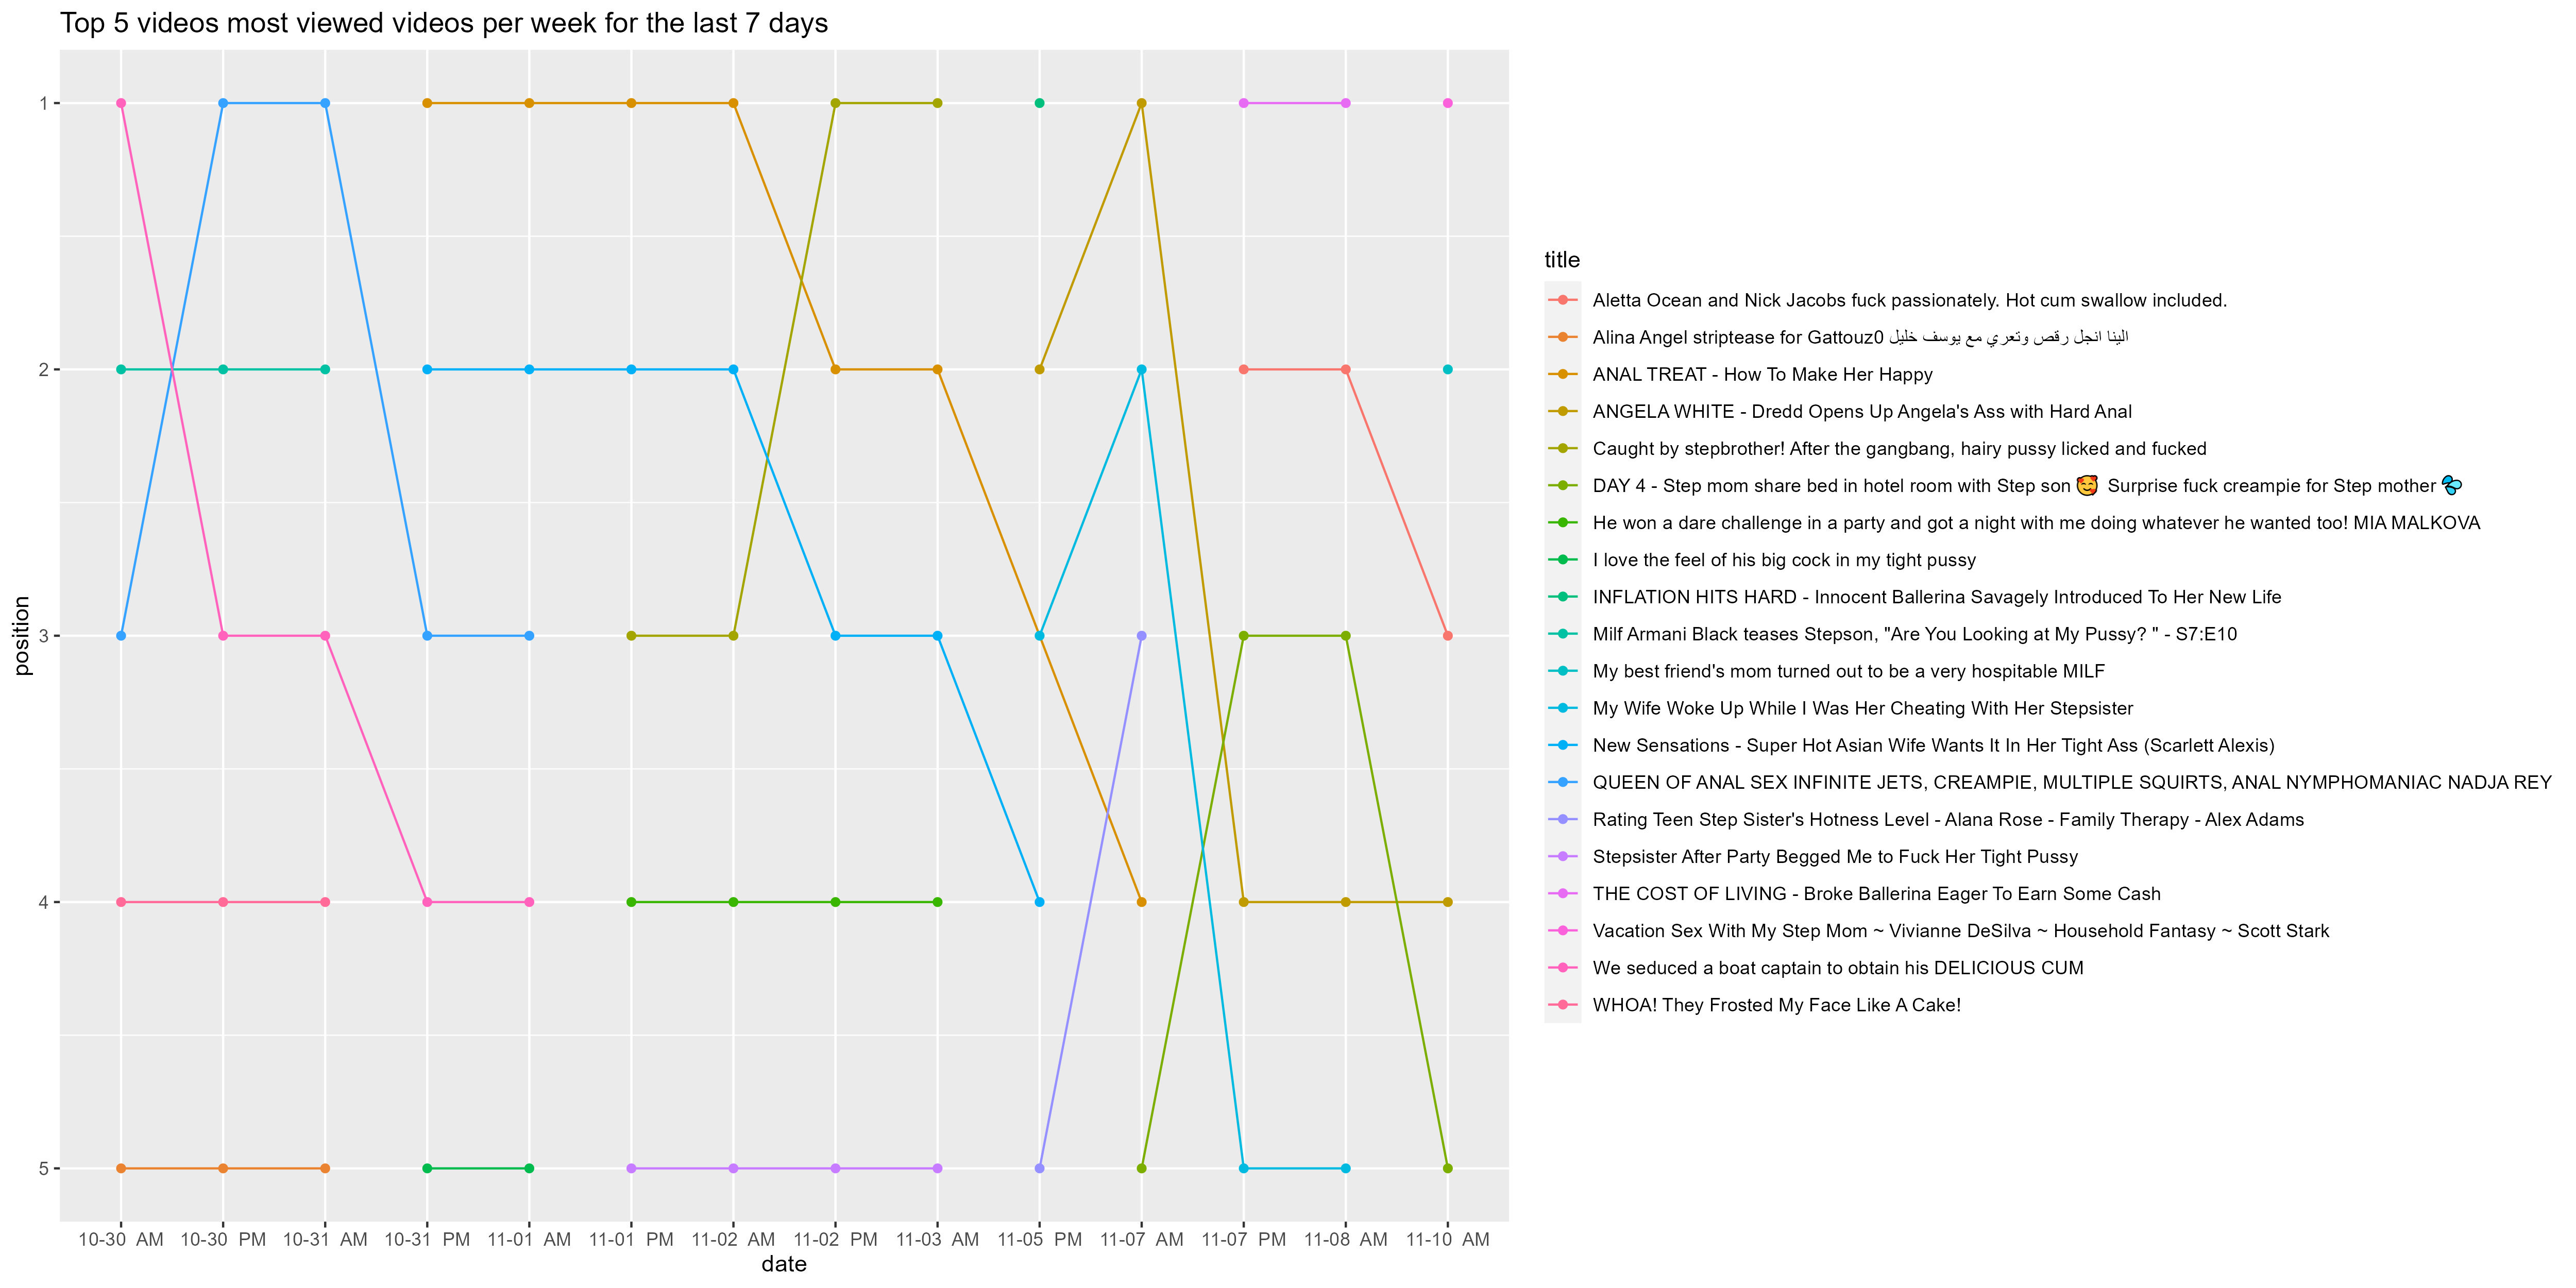 Top 5 videos most viewed videos per week for the last 7 days
position
1
2
3
4
5
10-30 AM
10-30 PM
10-31 AM
10-31 PM
11-01 AM
11-01 PM
11-02 AM
11-02 PM
11-03 AM
11-05 PM
11-07 AM
11-07 PM
11-08 AM
11-10 AM
date
title
Aletta Ocean and Nick Jacobs fuck passionately. Hot cum swallow included.
Alina Angel striptease for Gattouz0 الينا انجل رقص وتعري مع يوسف خليل
ANAL TREAT - How To Make Her Happy
ANGELA WHITE - Dredd Opens Up Angela's Ass with Hard Anal
Caught by stepbrother! After the gangbang, hairy pussy licked and fucked
DAY 4 - Step mom share bed in hotel room with Step son 🥰 Surprise fuck creampie for Step mother 💦
He won a dare challenge in a party and got a night with me doing whatever he wanted too! MIA MALKOVA
I love the feel of his big cock in my tight pussy
INFLATION HITS HARD - Innocent Ballerina Savagely Introduced To Her New Life
Milf Armani Black teases Stepson, "Are You Looking at My Pussy? " - S7:E10
My best friend's mom turned out to be a very hospitable MILF
My Wife Woke Up While I Was Her Cheating With Her Stepsister
New Sensations - Super Hot Asian Wife Wants It In Her Tight Ass (Scarlett Alexis)
QUEEN OF ANAL SEX INFINITE JETS, CREAMPIE, MULTIPLE SQUIRTS, ANAL NYMPHOMANIAC NADJA REY
Rating Teen Step Sister's Hotness Level - Alana Rose - Family Therapy - Alex Adams
Stepsister After Party Begged Me to Fuck Her Tight Pussy
THE COST OF LIVING - Broke Ballerina Eager To Earn Some Cash
Vacation Sex With My Step Mom ~ Vivianne DeSilva ~ Household Fantasy ~ Scott Stark
We seduced a boat captain to obtain his DELICIOUS CUM
WHOA! They Frosted My Face Like A Cake!